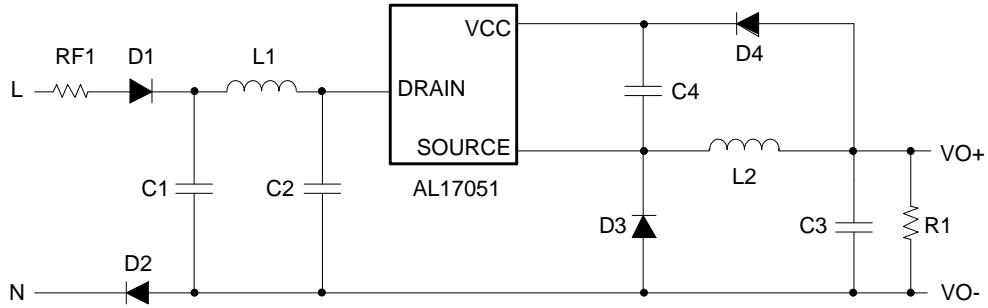 VCC
D4
RF1
D1
L1
L
DRAIN
C4
SOURCE
VO+
L2
C1
C2
AL17051
D3
C3
R1
D2
N
VO-